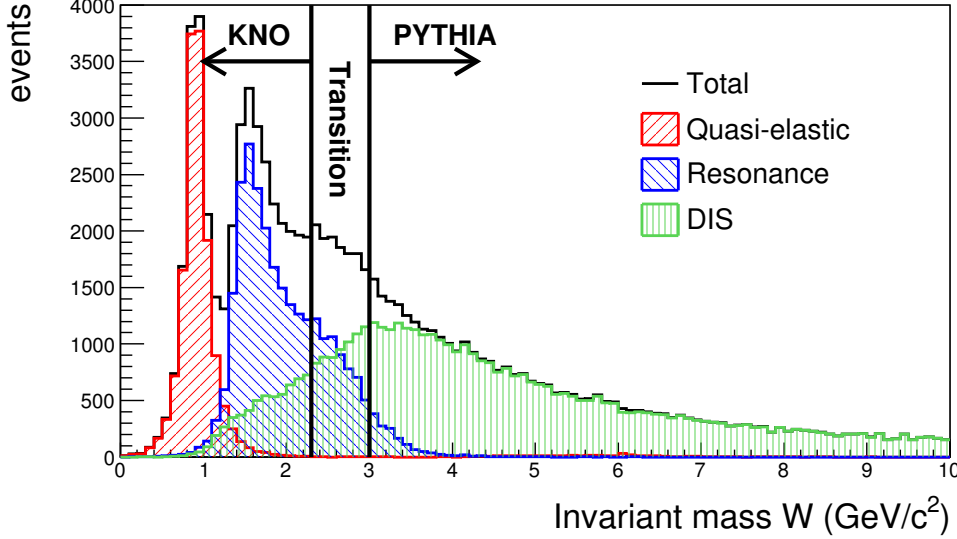 events
4000
3500
3000
2500
2000
1500
1000
500
0
KNO
PYTHIA
Transition
Total
Quasi-elastic
Resonance
DIS
0 1 2 3 4 5 6 7 8 9 10
Invariant mass W (GeV/c²)